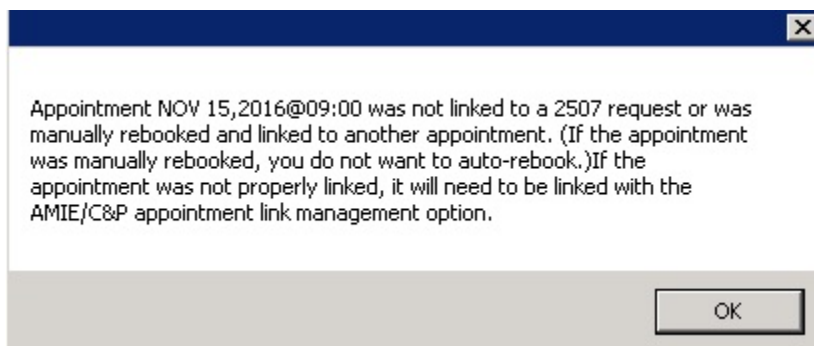 Appointment NOV 15,2016@09:00 was not linked to a 2507 request or was
manually rebooked and linked to another appointment. (If the appointment
was manually rebooked, you do not want to auto-rebook.)If the
appointment was not properly linked, it will need to be linked with the
AMIE/C&P appointment link management option.
OK